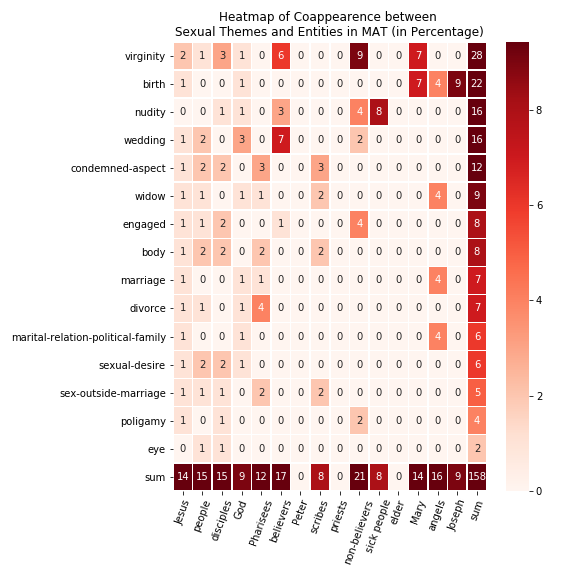 Heatmap of Coappearence between
Sexual Themes and Entities in MAT (in Percentage)
virginity 2 1 3 1 0 6 0 0 0 9 0 0 7 0 0 28
birth 1 0 0 1 0 0 0 0 0 0 0 0 7 4 9 22
nudity 0 0 1 1 0 3 0 0 0 4 8 0 0 0 0 16
wedding 1 2 0 3 0 7 0 0 0 2 0 0 0 0 0 16
condemned-aspect 1 2 2 0 3 0 0 3 0 0 0 0 0 0 0 12
widow 1 1 0 1 1 0 0 2 0 0 0 0 0 4 0 9
engaged 1 1 2 0 0 1 0 0 0 4 0 0 0 0 0 8
body 1 2 2 0 2 0 0 2 0 0 0 0 0 0 0 8
marriage 1 0 0 1 1 0 0 0 0 0 0 0 0 4 0 7
divorce 1 1 0 1 4 0 0 0 0 0 0 0 0 0 0 7
marital-relation-political-family 1 0 0 1 0 0 0 0 0 0 0 0 0 4 0 6
sexual-desire 1 2 2 1 0 0 0 0 0 0 0 0 0 0 0 6
sex-outside-marriage 1 1 1 0 2 0 0 2 0 0 0 0 0 0 0 5
poligamy 1 0 1 0 0 0 0 0 0 2 0 0 0 0 0 4
eye 0 1 1 0 0 0 0 0 0 0 0 0 0 0 0 2
sum 14 15 15 9 12 17 0 8 0 21 8 0 14 16 9 158
Jesus people disciples God Pharisees believers Peter scribes priests non-believers sick people elder Mary angels Joseph sum
8
6
4
2
0